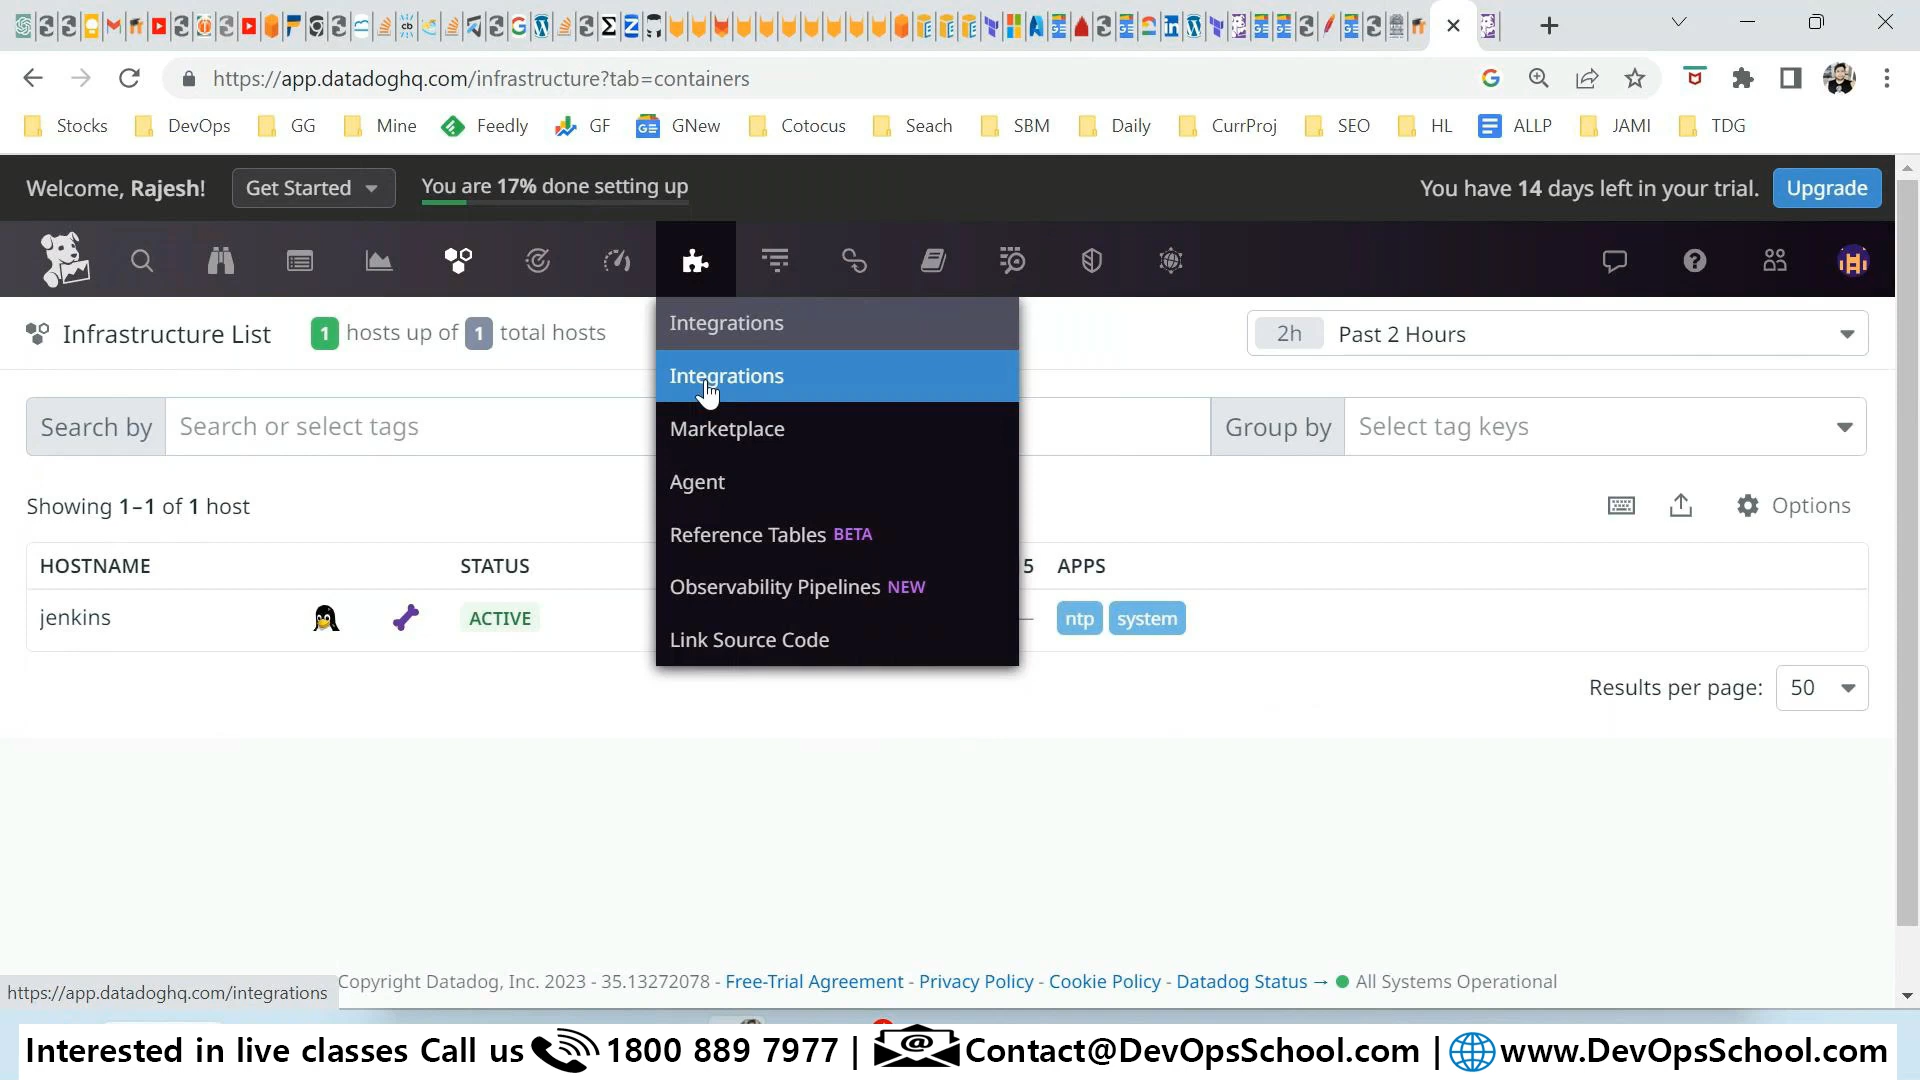 https://app.datadoghq.com/infrastructure?tab=containers
Stocks DevOps GG Mine Feedly GF GNew Cotocus Seach SBM Daily CurrProj SEO HL ALLP JAMI TDG
Welcome, Rajesh! Get Started You are 17% done setting up You have 14 days left in your trial. Upgrade
Infrastructure List 1 hosts up of 1 total hosts 2h Past 2 Hours
Integrations
Integrations
Marketplace
Agent
Reference Tables BETA
Observability Pipelines NEW
Link Source Code
Search by Search or select tags Group by Select tag keys
Showing 1–1 of 1 host Options
HOSTNAME STATUS 5 APPS
jenkins ACTIVE ntp system
Results per page: 50
Copyright Datadog, Inc. 2023 - 35.13272078 - Free-Trial Agreement - Privacy Policy - Cookie Policy - Datadog Status → All Systems Operational
https://app.datadoghq.com/integrations
Interested in live classes Call us 1800 889 7977 | Contact@DevOpsSchool.com | www.DevOpsSchool.com